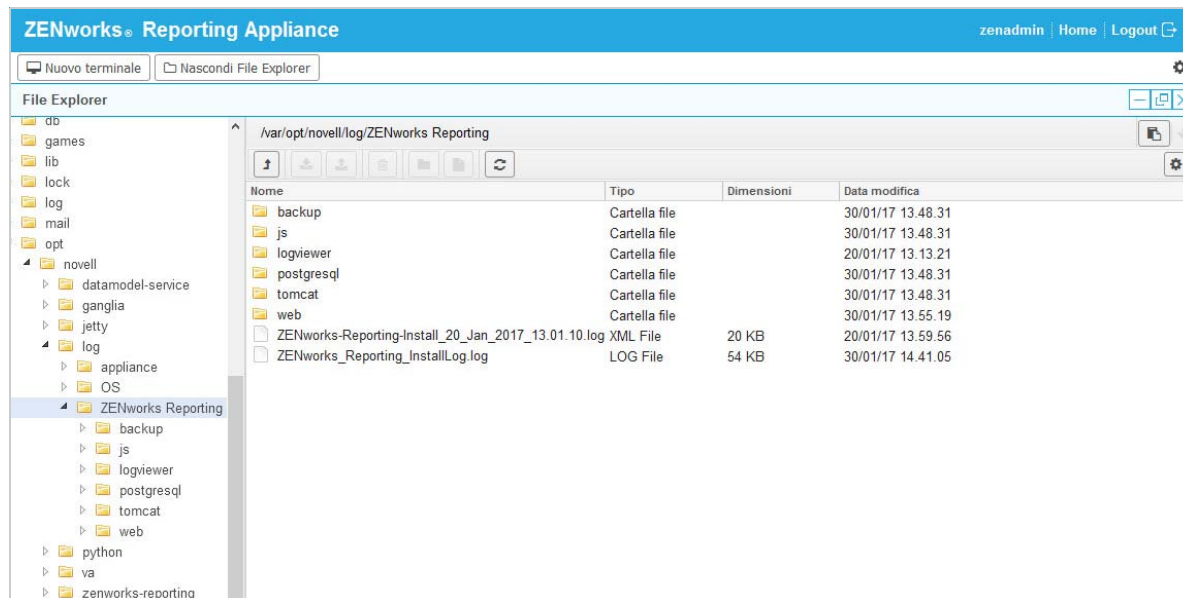 ZENworks® Reporting Appliance
zenadmin | Home | Logout
Nuovo terminale
Nascondi File Explorer
File Explorer
db
games
lib
lock
log
mail
opt
novell
datamodel-service
ganglia
jetty
log
appliance
OS
ZENworks Reporting
backup
js
logviewer
postgresql
tomcat
web
python
va
zenworks-reporting
/var/opt/novell/log/ZENworks Reporting
Nome Tipo Dimensioni Data modifica
backup Cartella file 30/01/17 13.48.31
js Cartella file 30/01/17 13.48.31
logviewer Cartella file 20/01/17 13.13.21
postgresql Cartella file 30/01/17 13.48.31
tomcat Cartella file 30/01/17 13.48.31
web Cartella file 30/01/17 13.55.19
ZENworks-Reporting-Install_20_Jan_2017_13.01.10.log XML File 20 KB 20/01/17 13.59.56
ZENworks_Reporting_InstallLog.log LOG File 54 KB 30/01/17 14.41.05